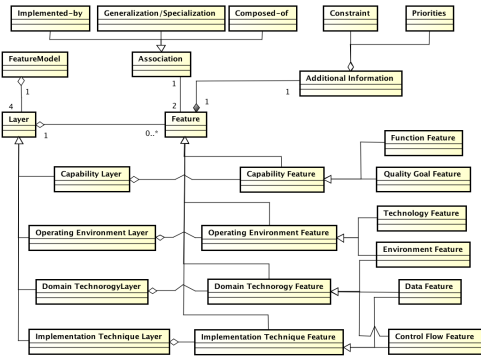 Implemented-by
Generalization/Specialization
Composed-of
Constraint
Priorities
FeatureModel
Association
Additional Information
1
1
1
1
4
2
Layer
Feature
1
0..*
Function Feature
Capability Layer
Capability Feature
Quality Goal Feature
Technology Feature
Operating Environment Layer
Operating Environment Feature
Environment Feature
Domain TechnorogyLayer
Domain Technorogy Feature
Data Feature
Implementation Technique Layer
Implementation Technique Feature
Control Flow Feature